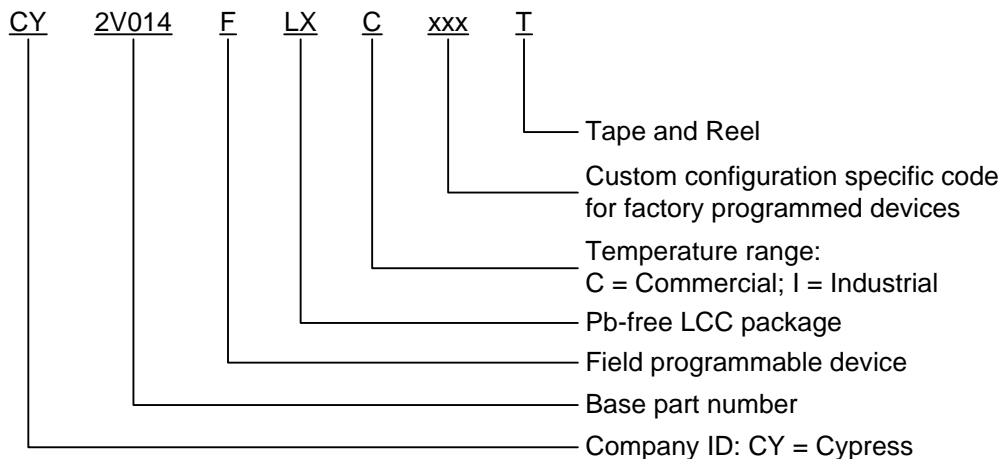 CY 2V014 F LX C xxx T
Tape and Reel
Custom configuration specific code
for factory programmed devices
Temperature range:
C = Commercial; I = Industrial
Pb-free LCC package
Field programmable device
Base part number
Company ID: CY = Cypress